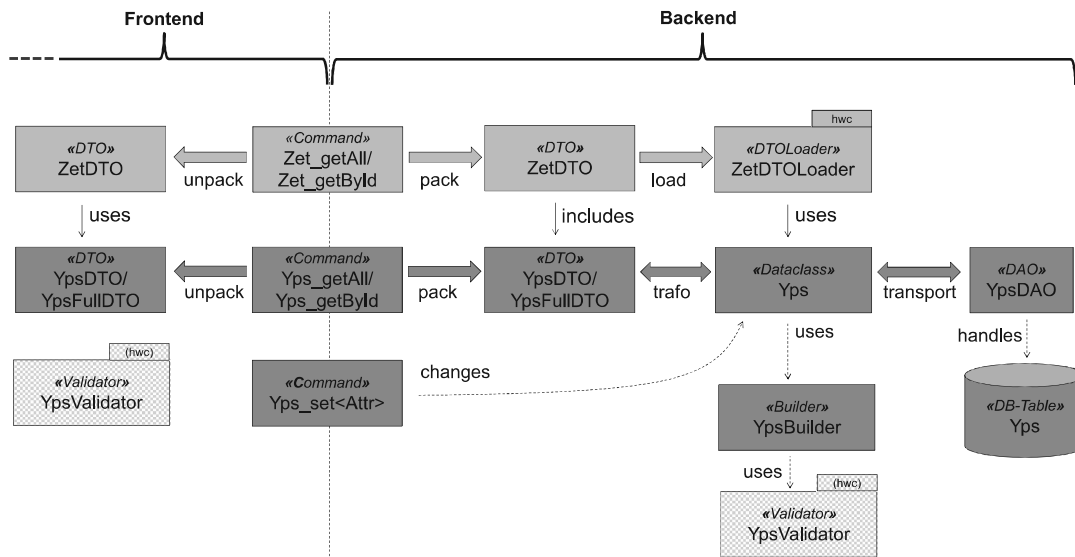 Frontend
Backend
hwc
«DTO»
ZetDTO
unpack
«Command»
Zet_getAll/
Zet_getById
pack
«DTO»
ZetDTO
load
«DTOLoader»
ZetDTOLoader
uses
includes
uses
«DTO»
YpsDTO/
YpsFullDTO
unpack
«Command»
Yps_getAll/
Yps_getById
pack
«DTO»
YpsDTO/
YpsFullDTO
trafo
«Dataclass»
Yps
transport
«DAO»
YpsDAO
uses
handles
(hwc)
«Validator»
YpsValidator
«Command»
Yps_set<Attr>
changes
«Builder»
YpsBuilder
«DB-Table»
Yps
uses
(hwc)
«Validator»
YpsValidator